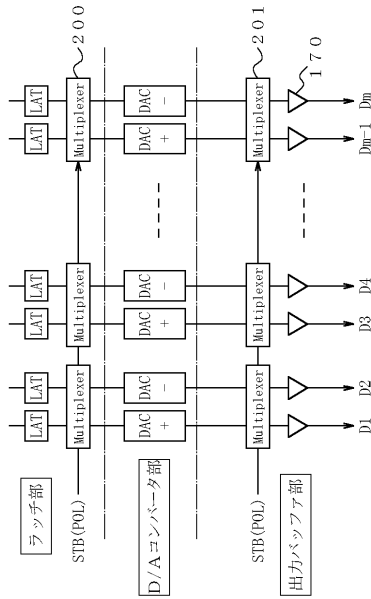 ラッチ部
LAT LAT LAT LAT LAT LAT
STB(POL) Multiplexer Multiplexer Multiplexer 200
D/Aコンバータ部
DAC + DAC − DAC + DAC − DAC + DAC −
STB(POL) Multiplexer Multiplexer Multiplexer 201
出力バッファ部
170
D1 D2 D3 D4 Dm-1 Dm